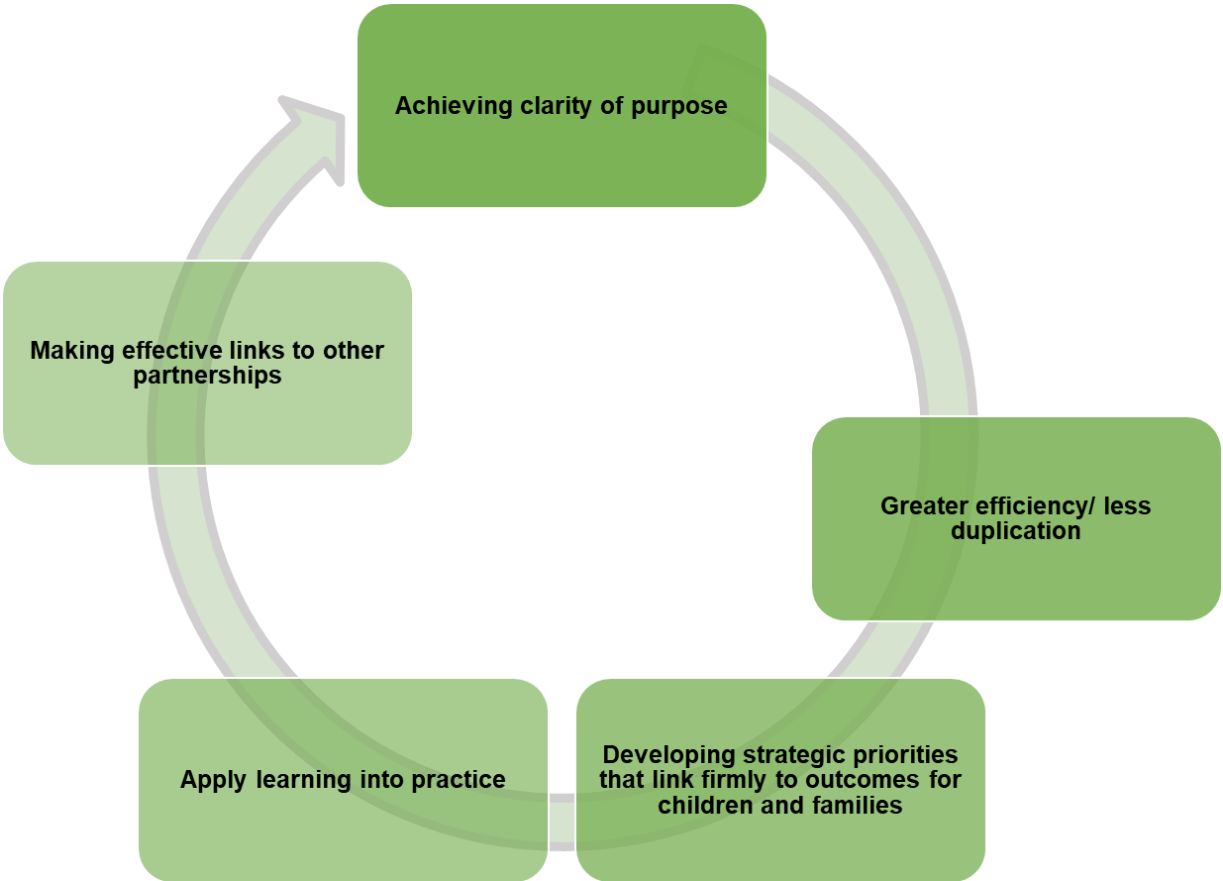 Achieving clarity of purpose
Making effective links to other
partnerships
Greater efficiency/ less
duplication
Developing strategic priorities
that link firmly to outcomes for
children and families
Apply learning into practice